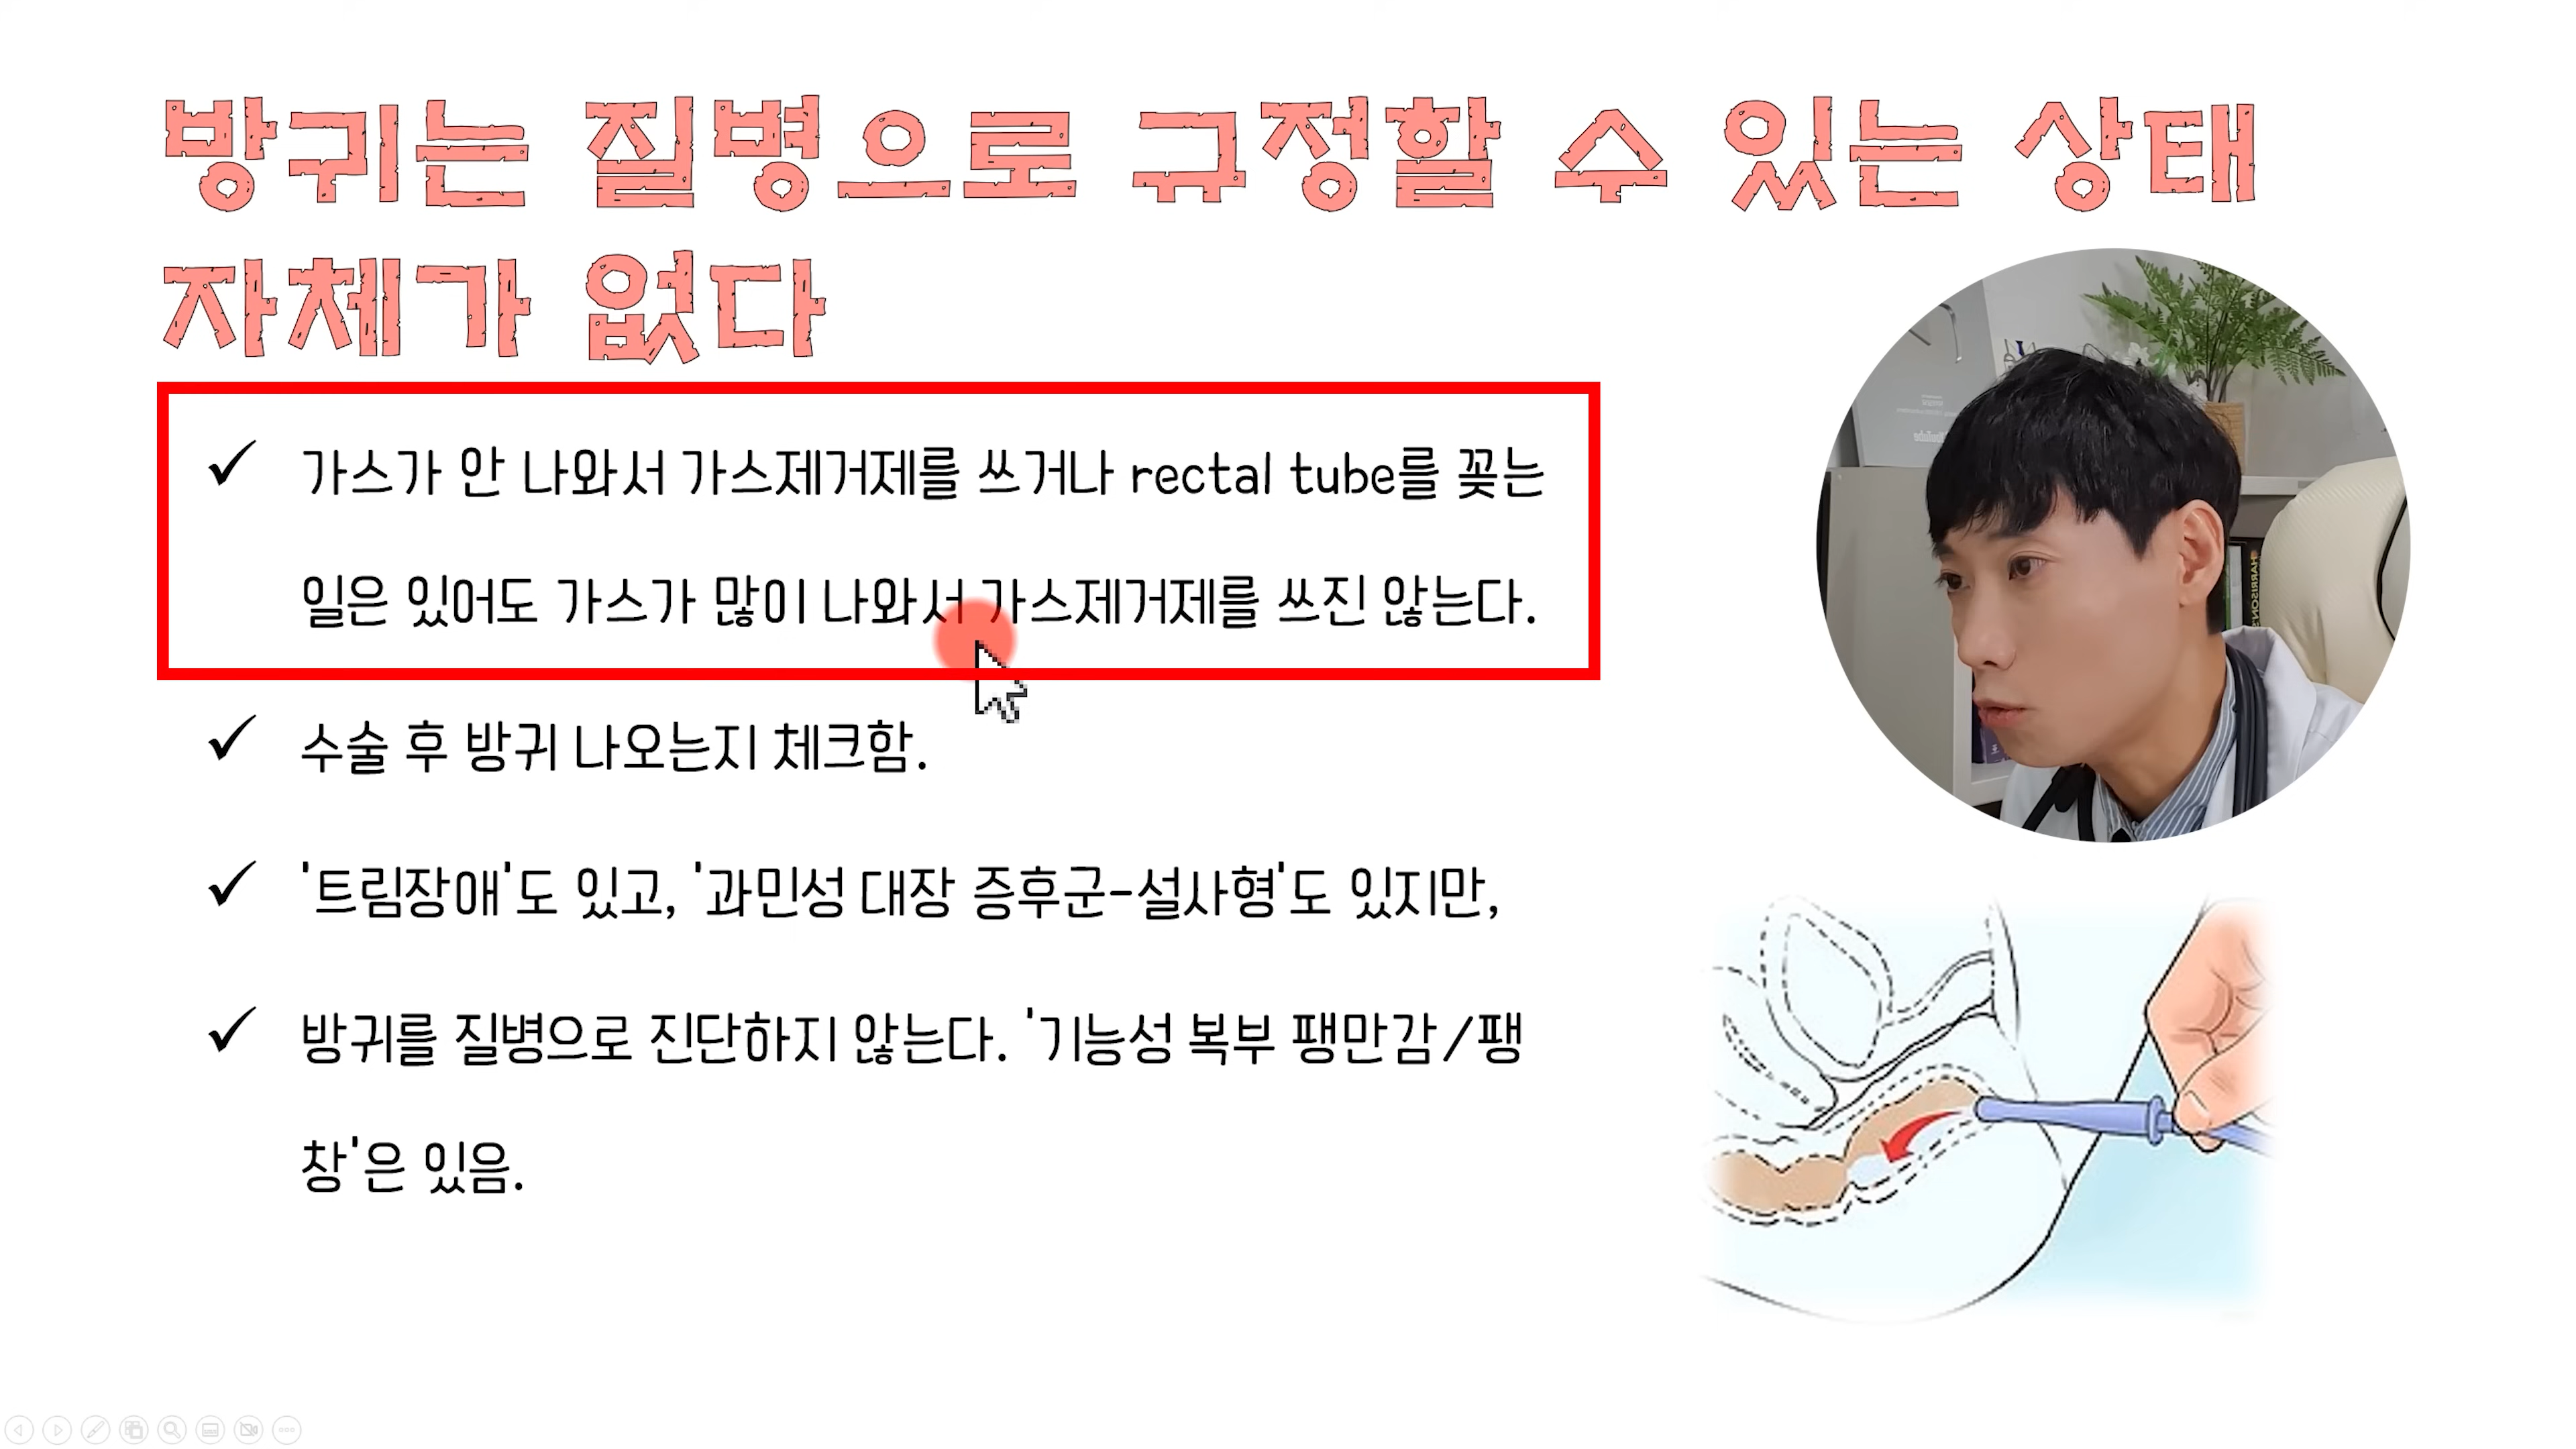 방귀는 질병으로 규정할 수 있는 상태
자체가 없다
✓ 가스가 안 나와서 가스제거제를 쓰거나 rectal tube를 꽂는
일은 있어도 가스가 많이 나와서 가스제거제를 쓰진 않는다.
✓ 수술 후 방귀 나오는지 체크함.
✓ '트림장애'도 있고, '과민성 대장 증후군-설사형'도 있지만,
✓ 방귀를 질병으로 진단하지 않는다. '기능성 복부 팽만감/팽
창'은 있음.
HARRISON'S